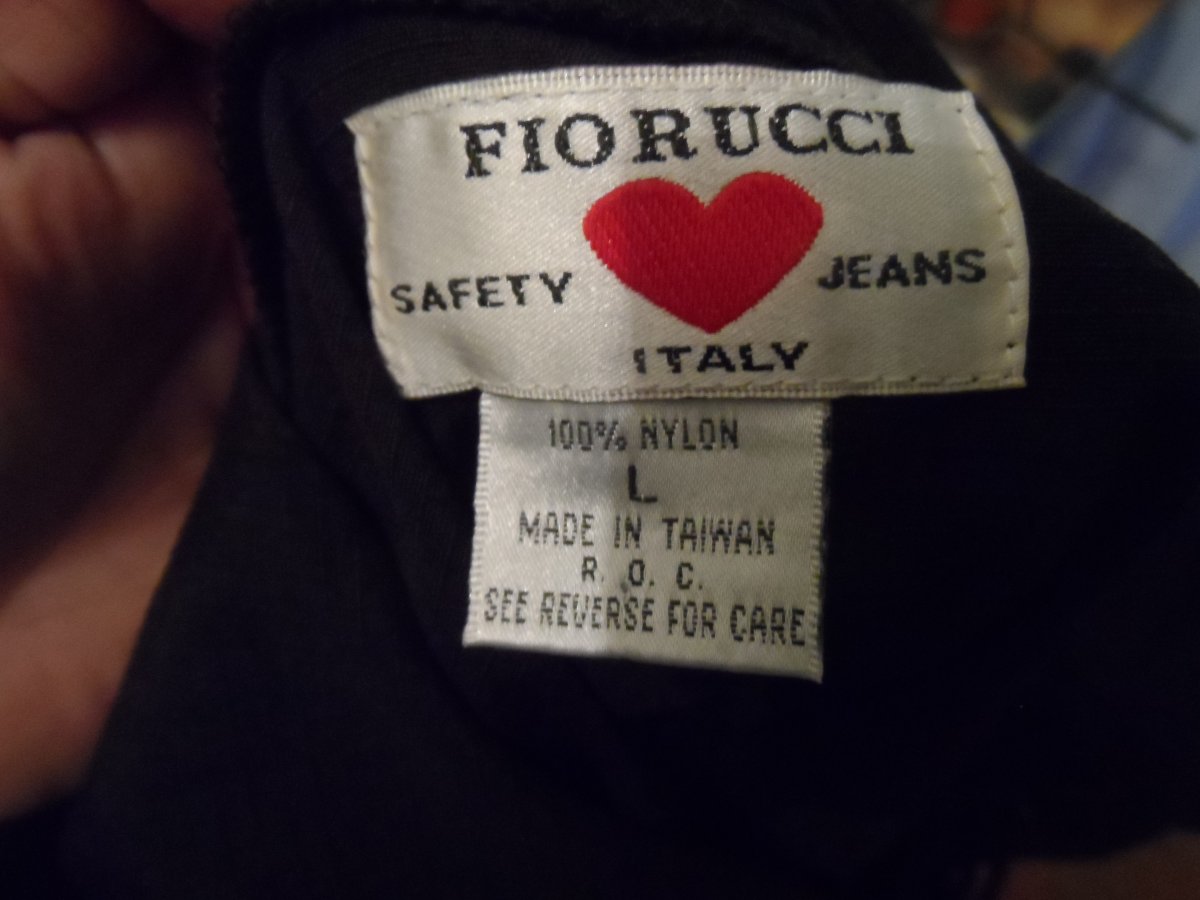 FIORUCCI
SAFETY JEANS
ITALY
100% NYLON
L
MADE IN TAIWAN
R. O. C.
SEE REVERSE FOR CARE